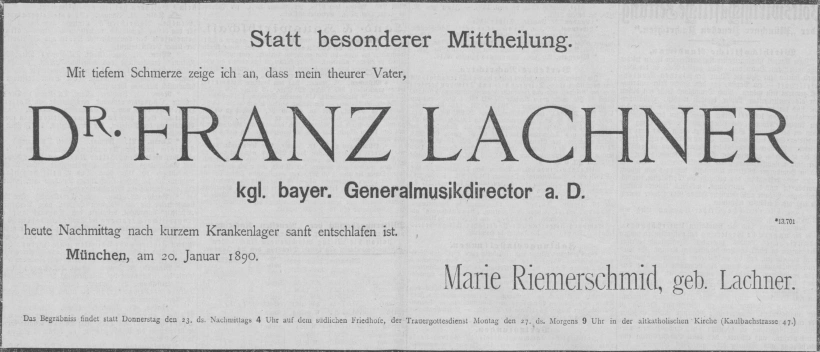 Statt besonderer Mittheilung.
Mit tiefem Schmerze zeige ich an, dass mein theurer Vater,
DR. FRANZ LACHNER
kgl. bayer. Generalmusikdirector a. D.
*13,701
heute Nachmittag nach kurzem Krankenlager sanft entschlafen ist.
München, am 20. Januar 1890.
Marie Riemerschmid, geb. Lachner.
Das Begräbniss findet statt Donnerstag den 23. ds. Nachmittags 4 Uhr auf dem südlichen Friedhofe, der Trauergottesdienst Montag den 27. ds. Morgens 9 Uhr in der altkatholischen Kirche (Kaulbachstrasse 47.)